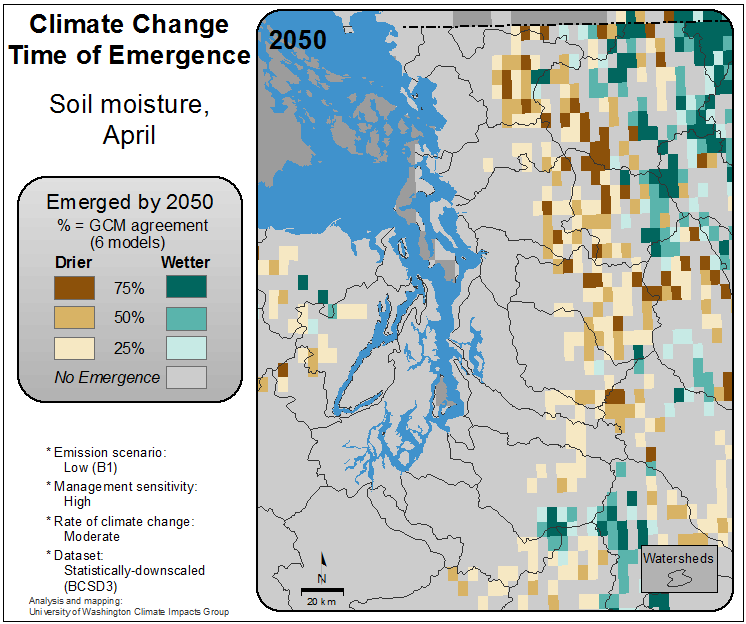 Climate Change
Time of Emergence
Soil moisture,
April
Emerged by 2050
% = GCM agreement
(6 models)
Drier Wetter
75%
50%
25%
No Emergence
* Emission scenario:
Low (B1)
* Management sensitivity:
High
* Rate of climate change:
Moderate
* Dataset:
Statistically-downscaled
(BCSD3)
Analysis and mapping:
University of Washington Climate Impacts Group
2050
N
20 km
Watersheds